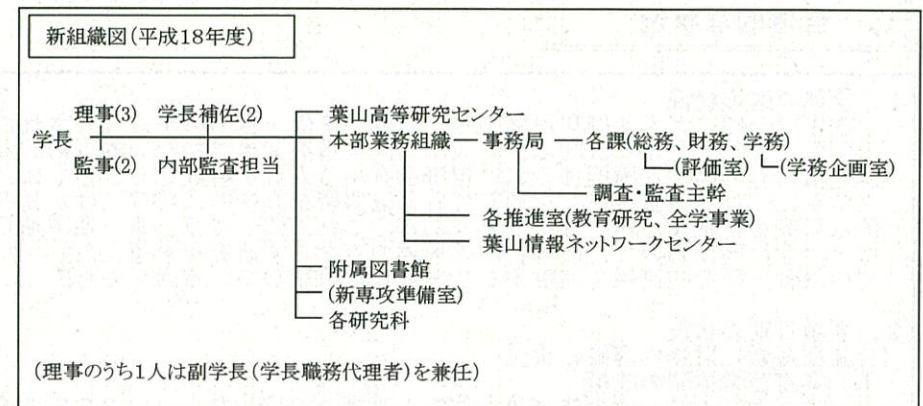 新組織図(平成18年度)
理事(3) 学長補佐(2) 葉山高等研究センター
学長 本部業務組織 事務局 各課(総務、財務、学務)
監事(2) 内部監査担当 (評価室) (学務企画室)
調査・監査主幹
各推進室(教育研究、全学事業)
葉山情報ネットワークセンター
附属図書館
(新専攻準備室)
各研究科
(理事のうち1人は副学長(学長職務代理者)を兼任)